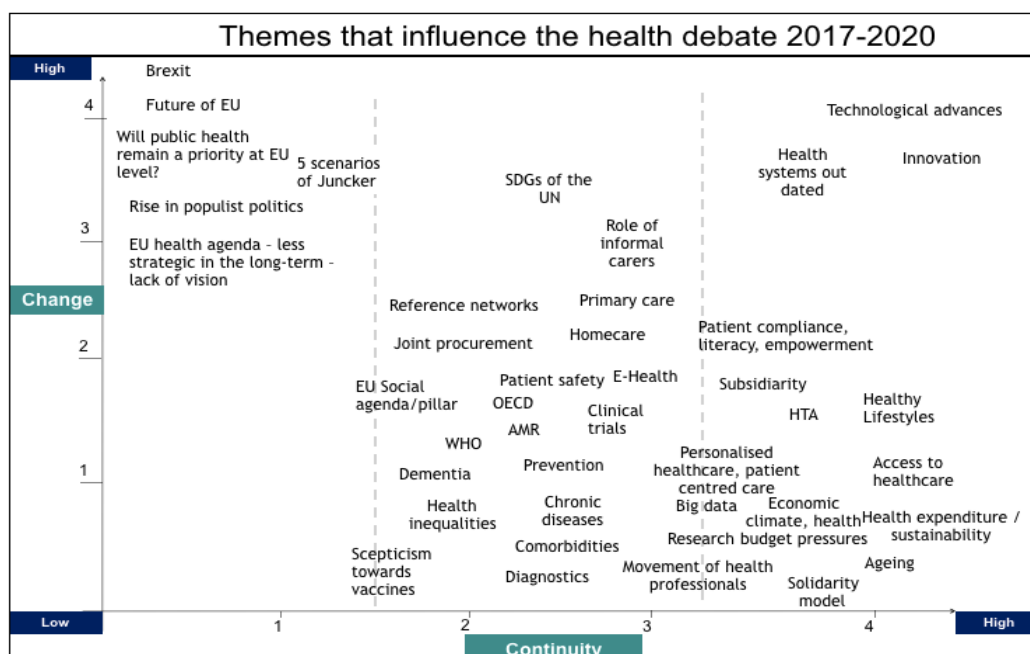 Themes that influence the health debate 2017-2020
High
Brexit
4
Future of EU
Technological advances
Will public health
remain a priority at EU
level?
5 scenarios
of Juncker
SDGs of the
UN
Health
systems out
dated
Innovation
Rise in populist politics
3
Role of
informal
carers
EU health agenda - less
strategic in the long-term -
lack of vision
Change
Reference networks
Primary care
Joint procurement
Homecare
Patient compliance,
literacy, empowerment
2
EU Social
agenda/pillar
Patient safety
E-Health
Subsidiarity
OECD
Clinical
trials
HTA
Healthy
Lifestyles
AMR
WHO
1
Dementia
Prevention
Personalised
healthcare, patient
centred care
Access to
healthcare
Health
inequalities
Chronic
diseases
Big data
Economic
climate, health
Research budget pressures
Health expenditure /
sustainability
Scepticism
towards
vaccines
Comorbidities
Diagnostics
Movement of health
professionals
Ageing
Solidarity
model
Low
1
2
3
4
High
Continuity